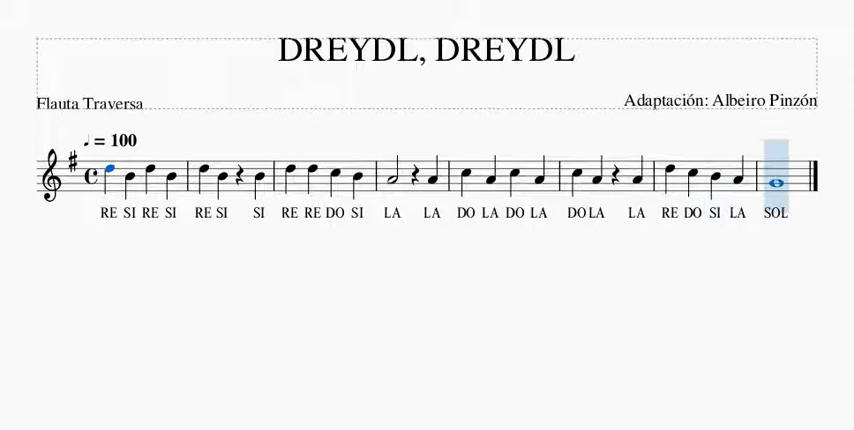 DREYDL, DREYDL
Flauta Traversa
Adaptación: Albeiro Pinzón
♩ = 100
RE SI RE SI RE SI SI RE RE DO SI LA LA DO LA DO LA DO LA LA RE DO SI LA SOL